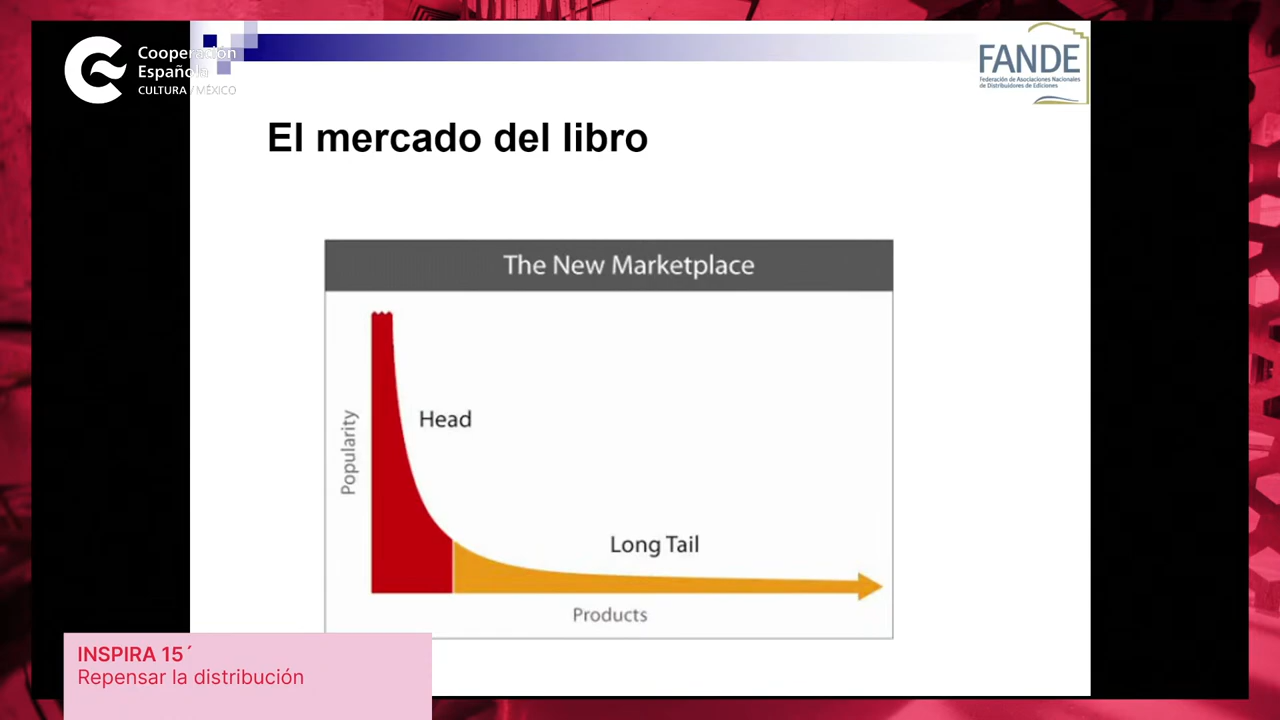 Cooperación
Española
CULTURA / MÉXICO
FANDE
Federación de Asociaciones Nacionales
de Distribuidores de Ediciones
El mercado del libro
The New Marketplace
Popularity
Head
Long Tail
Products
INSPIRA 15´
Repensar la distribución